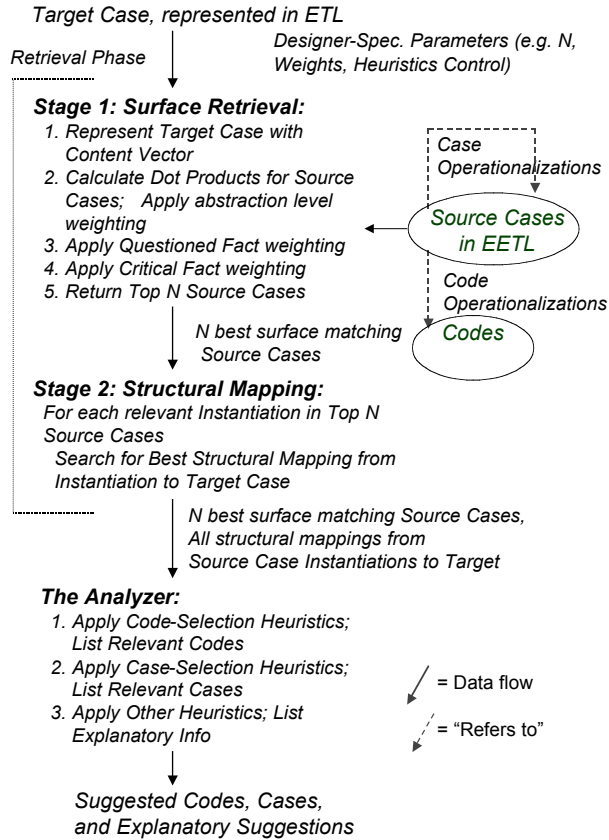 Target Case, represented in ETL
Designer-Spec. Parameters (e.g. N,
Weights, Heuristics Control)
Retrieval Phase
Stage 1: Surface Retrieval:
1. Represent Target Case with
Content Vector
2. Calculate Dot Products for Source
Cases; Apply abstraction level
weighting
3. Apply Questioned Fact weighting
4. Apply Critical Fact weighting
5. Return Top N Source Cases
Case
Operationalizations
Source Cases
in EETL
Code
Operationalizations
Codes
N best surface matching
Source Cases
Stage 2: Structural Mapping:
For each relevant Instantiation in Top N
Source Cases
Search for Best Structural Mapping from
Instantiation to Target Case
N best surface matching Source Cases,
All structural mappings from
Source Case Instantiations to Target
The Analyzer:
1. Apply Code-Selection Heuristics;
List Relevant Codes
2. Apply Case-Selection Heuristics;
List Relevant Cases
3. Apply Other Heuristics; List
Explanatory Info
= Data flow
= “Refers to”
Suggested Codes, Cases,
and Explanatory Suggestions